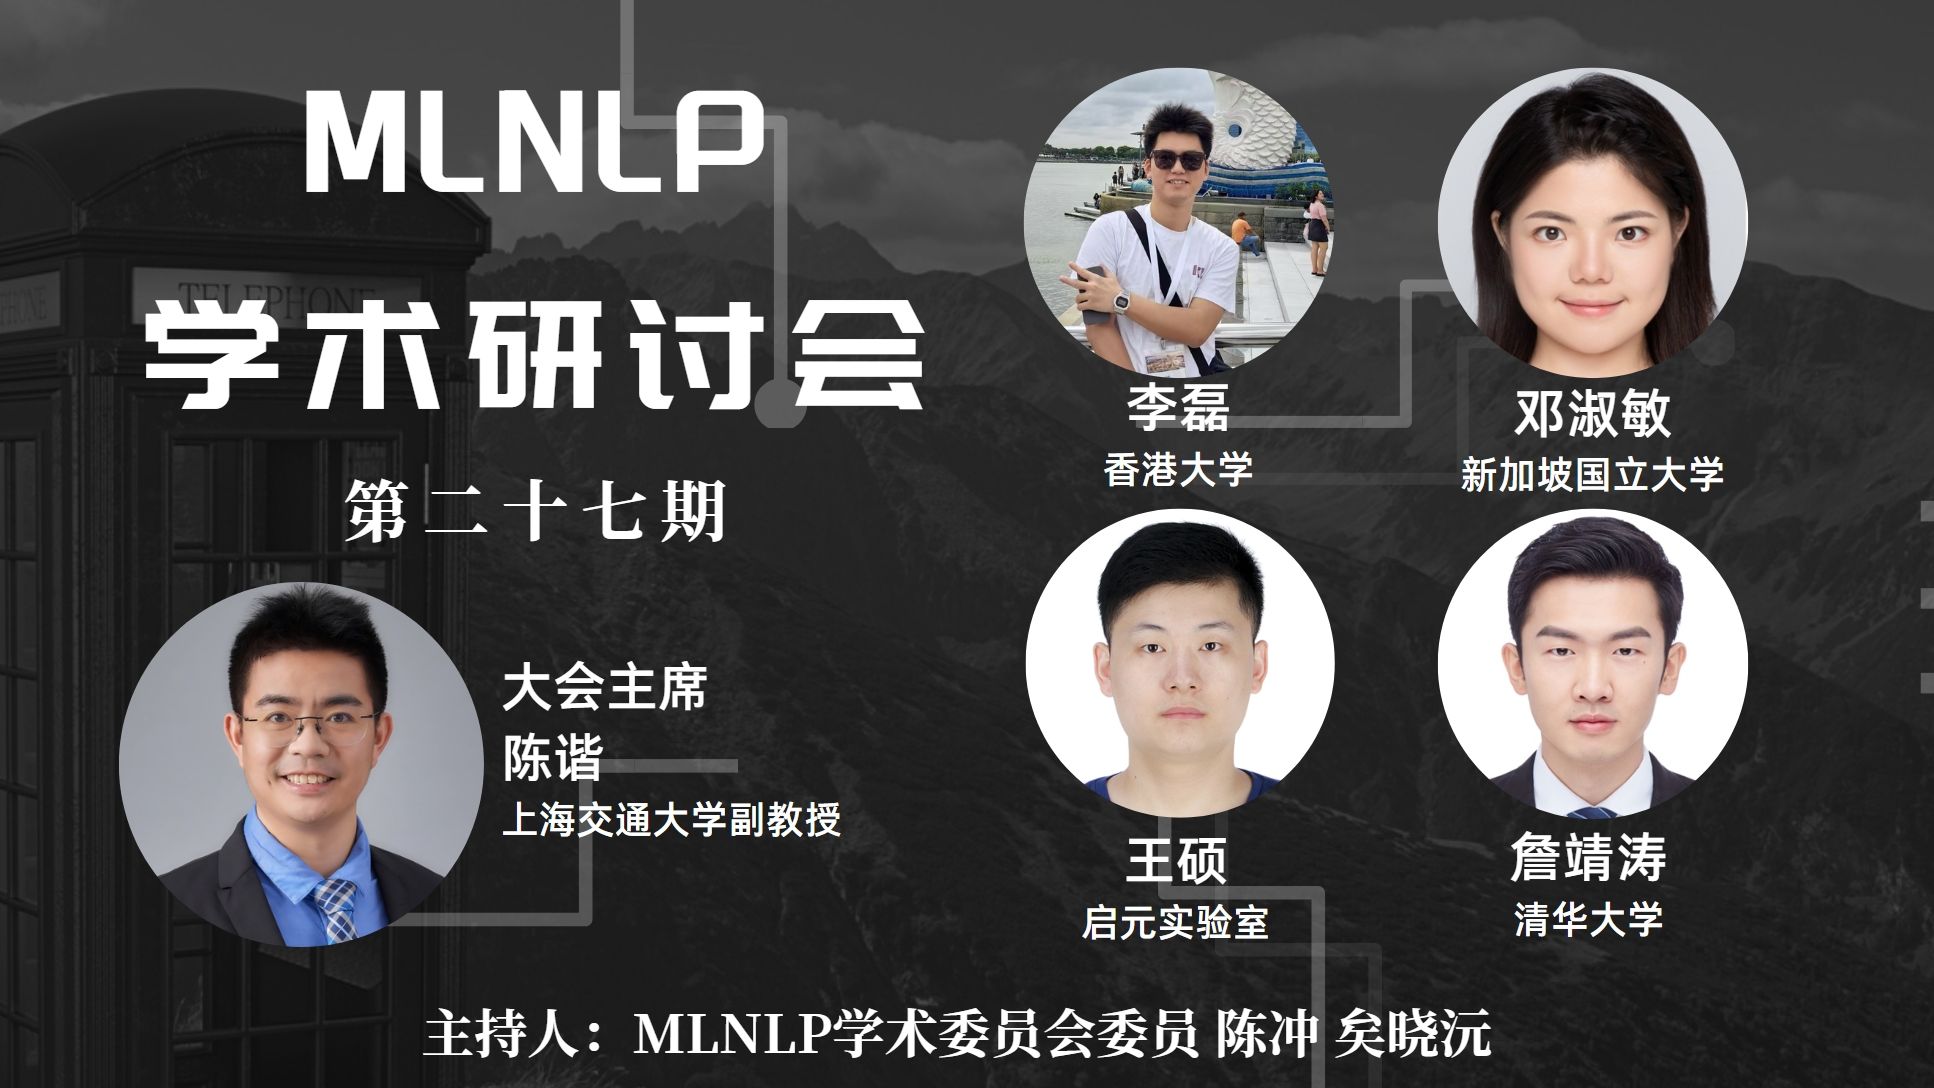 MLNLP
学术研讨会
第二十七期
大会主席
陈谐
上海交通大学副教授
李磊
香港大学
邓淑敏
新加坡国立大学
王硕
启元实验室
詹靖涛
清华大学
主持人：MLNLP学术委员会委员 陈冲 矣晓沅
TELEPHONE
PHONE